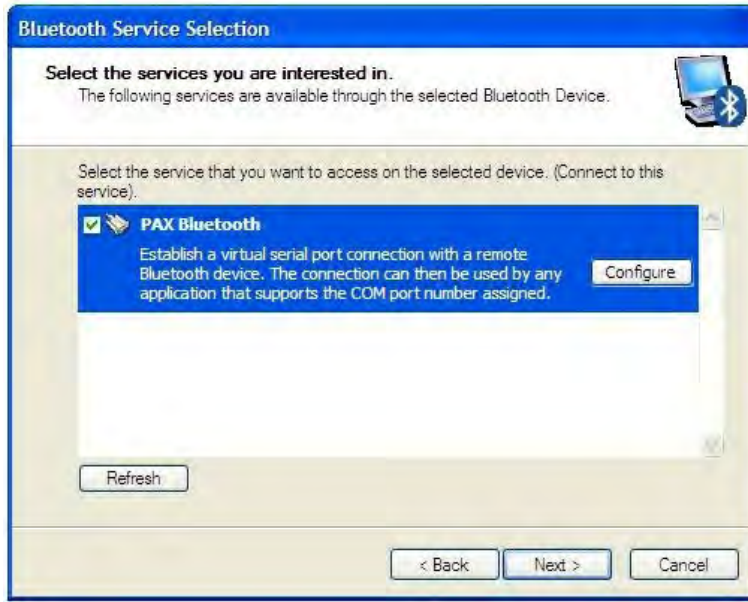 Bluetooth Service Selection
Select the services you are interested in.
The following services are available through the selected Bluetooth Device.
Select the service that you want to access on the selected device. (Connect to this
service).
PAX Bluetooth
Establish a virtual serial port connection with a remote
Bluetooth device. The connection can then be used by any
application that supports the COM port number assigned.
Configure
Refresh
< Back
Next >
Cancel